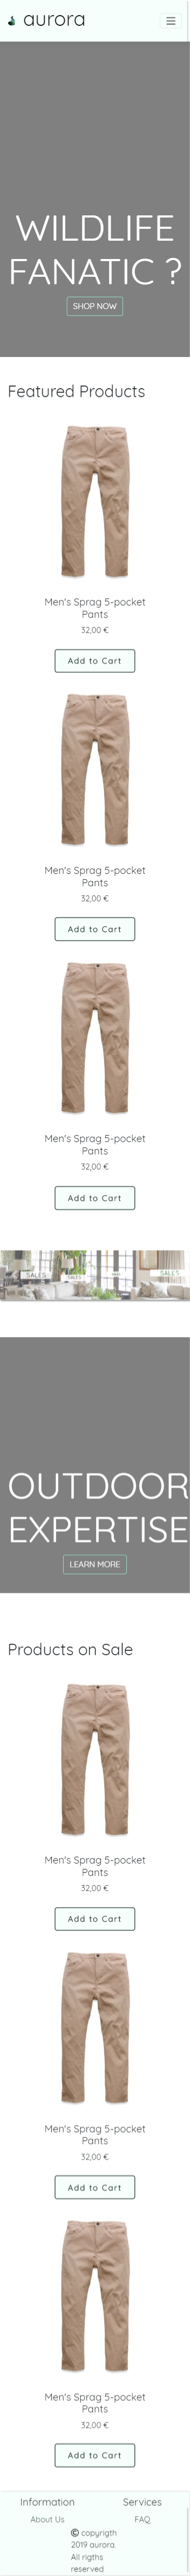 aurora
WILDLIFE
FANATIC ?
SHOP NOW
Featured Products
Men's Sprag 5-pocket
Pants
32,00 €
Add to Cart
Men's Sprag 5-pocket
Pants
32,00 €
Add to Cart
Men's Sprag 5-pocket
Pants
32,00 €
Add to Cart
SALES
SALES
SALES
SALES
OUTDOOR
EXPERTISE
LEARN MORE
Products on Sale
Men's Sprag 5-pocket
Pants
32,00 €
Add to Cart
Men's Sprag 5-pocket
Pants
32,00 €
Add to Cart
Men's Sprag 5-pocket
Pants
32,00 €
Add to Cart
Information Services
About Us FAQ
© copyrigth
2019 aurora.
All rigths
reserved